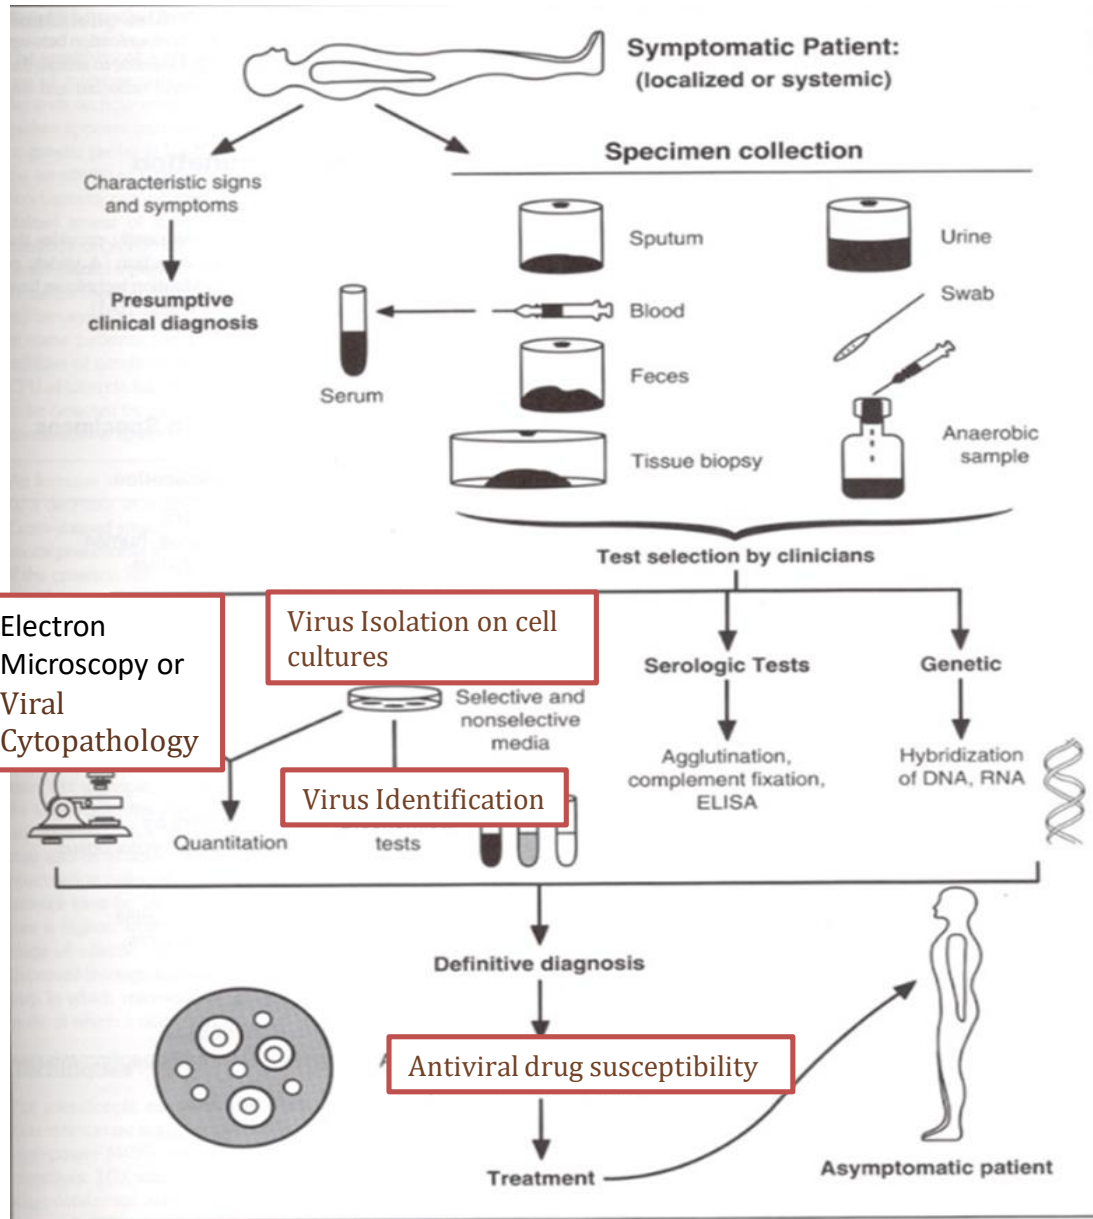 Symptomatic Patient:
(localized or systemic)
Specimen collection
Characteristic signs
and symptoms
Presumptive
clinical diagnosis
Serum
Sputum
Blood
Feces
Tissue biopsy
Urine
Swab
Anaerobic
sample
Test selection by clinicians
Electron
Microscopy or
Viral
Cytopathology
Virus Isolation on cell
cultures
Selective and
nonselective
media
Serologic Tests
Genetic
Agglutination,
complement fixation,
ELISA
Hybridization
of DNA, RNA
Virus Identification
Quantitation
tests
Definitive diagnosis
Antiviral drug susceptibility
Treatment
Asymptomatic patient